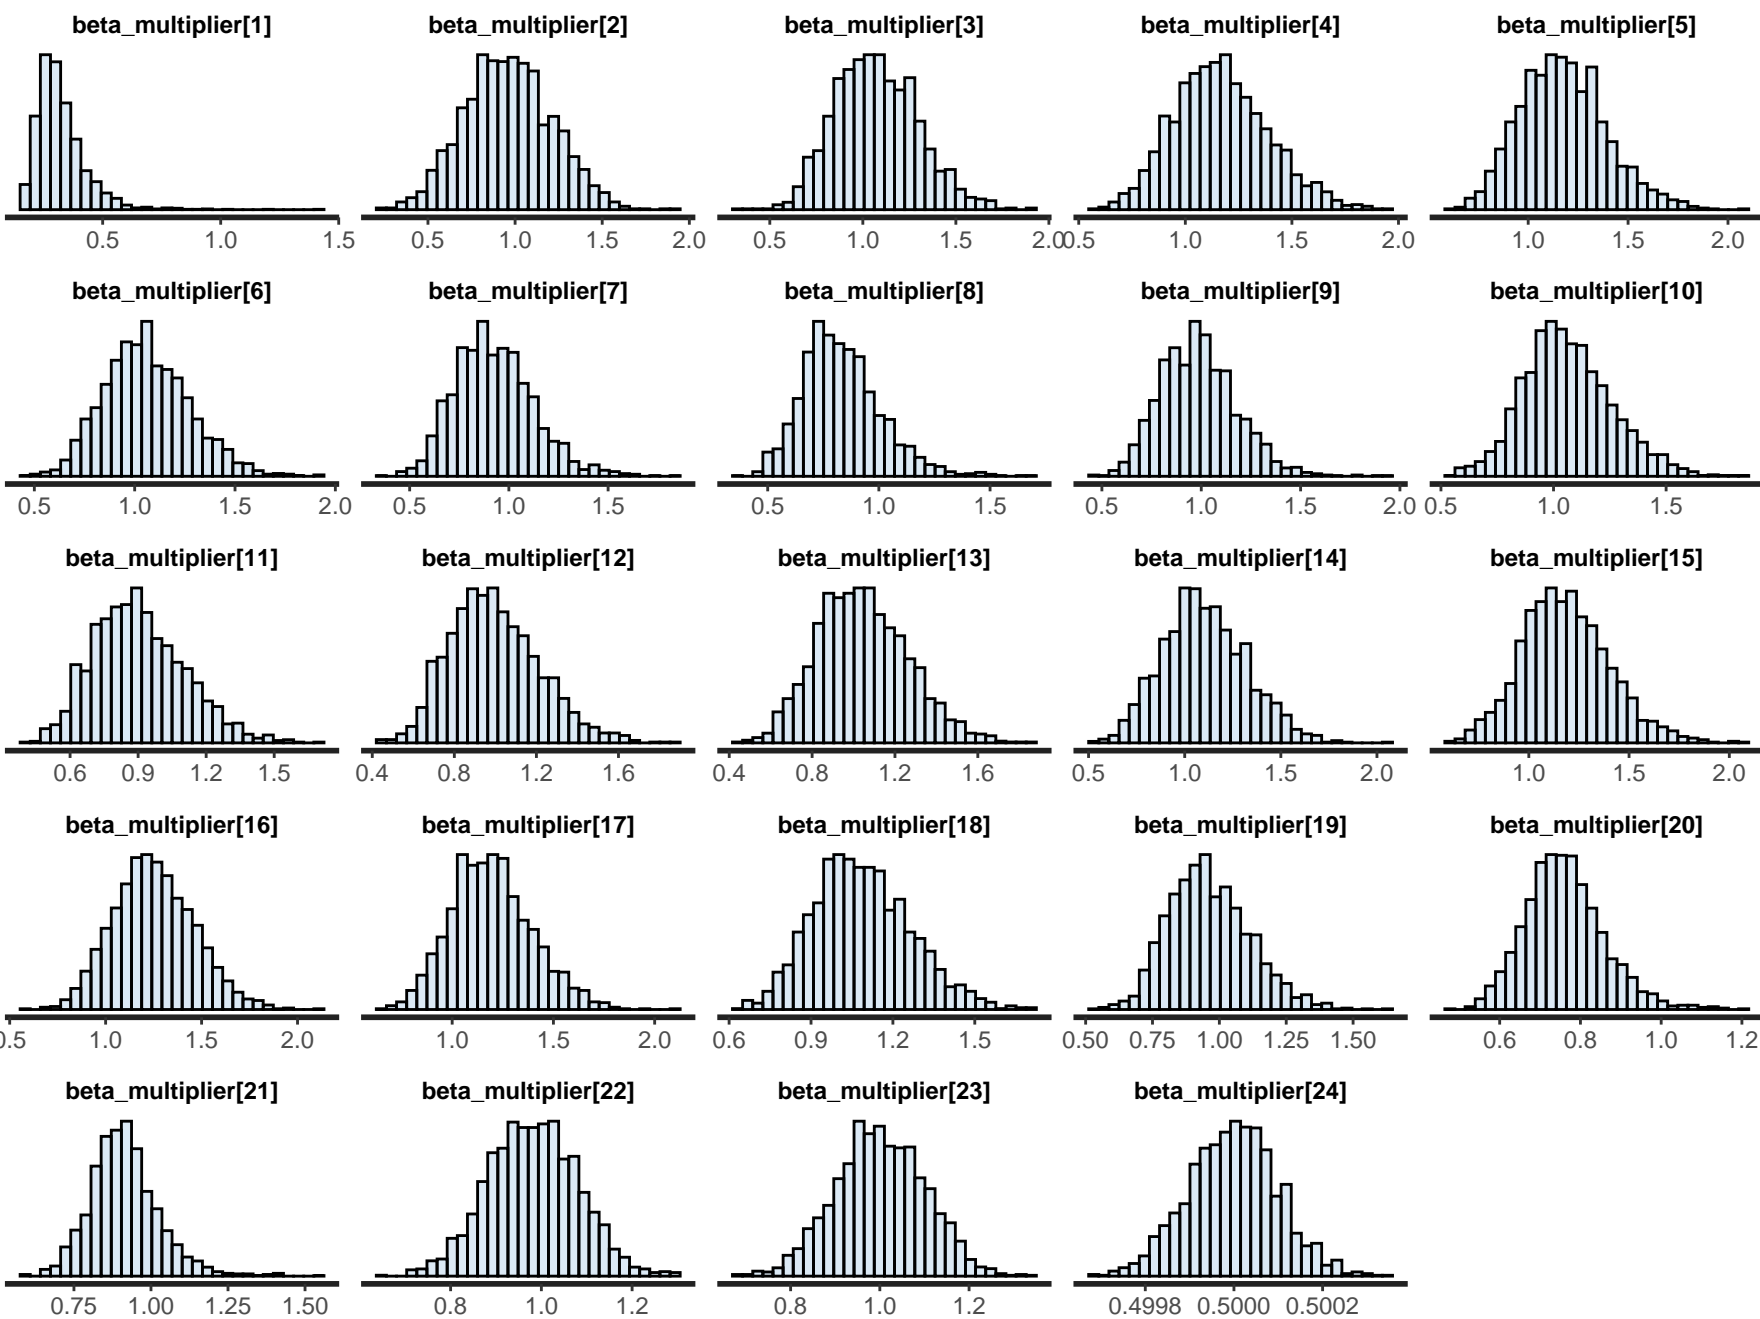 beta_multiplier[1] beta_multiplier[2] beta_multiplier[3] beta_multiplier[4] beta_multiplier[5]
0.5 1.0 1.5 0.5 1.0 1.5 2.0 0.5 1.0 1.5 2.0 0.5 1.0 1.5 2.0 1.0 1.5 2.0
beta_multiplier[6] beta_multiplier[7] beta_multiplier[8] beta_multiplier[9] beta_multiplier[10]
0.5 1.0 1.5 2.0 0.5 1.0 1.5 0.5 1.0 1.5 0.5 1.0 1.5 2.0 0.5 1.0 1.5
beta_multiplier[11] beta_multiplier[12] beta_multiplier[13] beta_multiplier[14] beta_multiplier[15]
0.6 0.9 1.2 1.5 0.4 0.8 1.2 1.6 0.4 0.8 1.2 1.6 0.5 1.0 1.5 2.0 1.0 1.5 2.0
beta_multiplier[16] beta_multiplier[17] beta_multiplier[18] beta_multiplier[19] beta_multiplier[20]
0.5 1.0 1.5 2.0 1.0 1.5 2.0 0.6 0.9 1.2 1.5 0.50 0.75 1.00 1.25 1.50 0.6 0.8 1.0 1.2
beta_multiplier[21] beta_multiplier[22] beta_multiplier[23] beta_multiplier[24]
0.75 1.00 1.25 1.50 0.8 1.0 1.2 0.8 1.0 1.2 0.4998 0.5000 0.5002